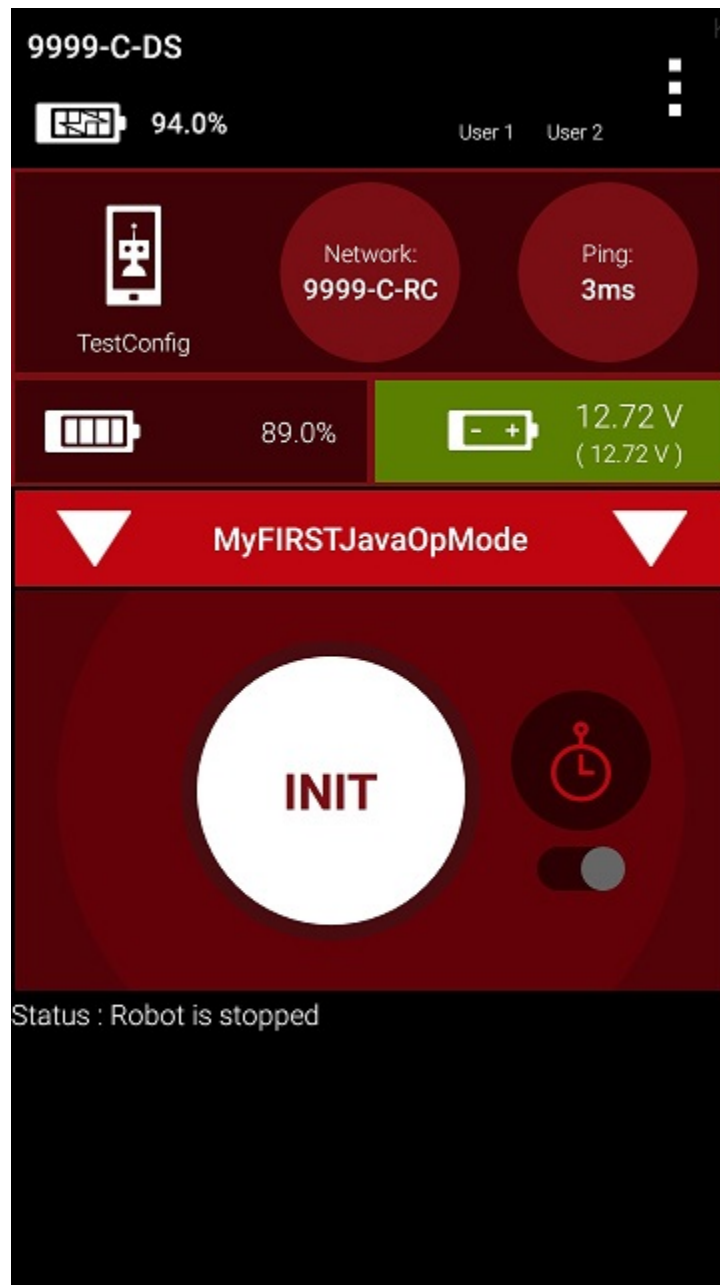 9999-C-DS
94.0%
User 1 User 2
Network:
9999-C-RC
Ping:
3ms
TestConfig
89.0%
- +
12.72 V
( 12.72 V )
MyFIRSTJavaOpMode
INIT
Status : Robot is stopped